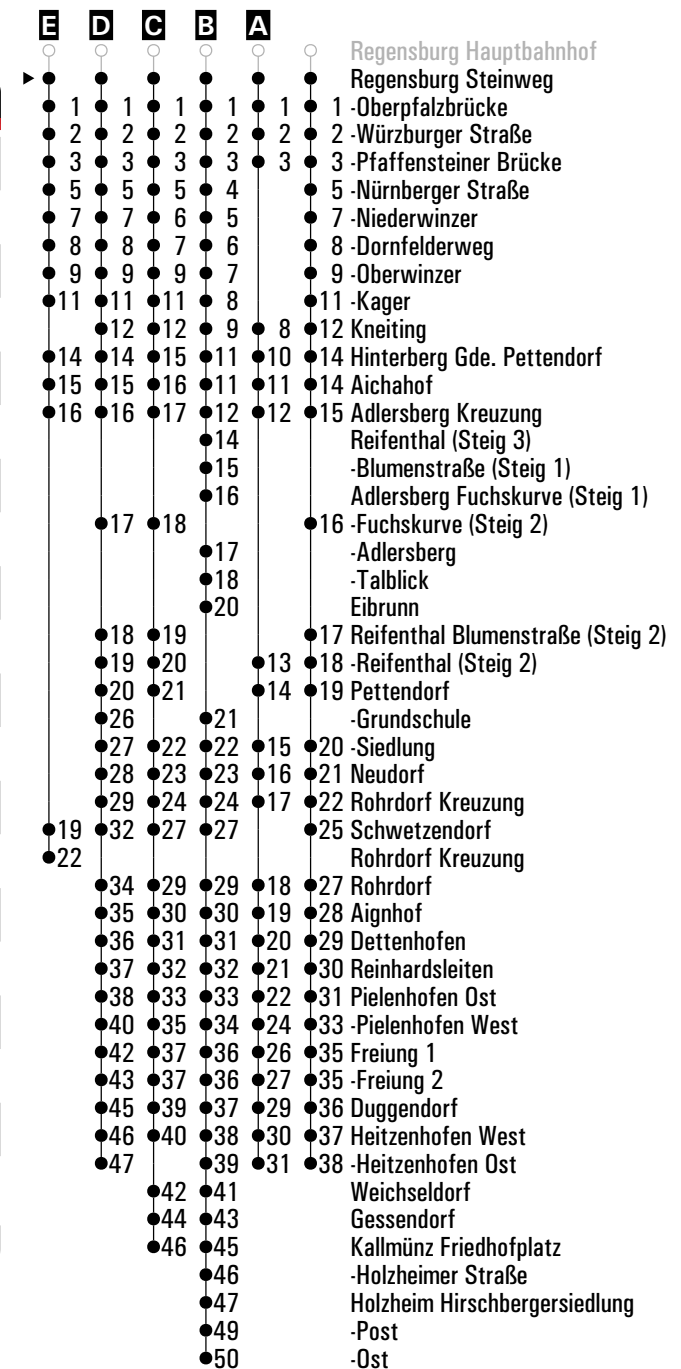 E D C B A
Regensburg Hauptbahnhof
Regensburg Steinweg
1 1 1 1 1 1 -Oberpfalzbrücke
2 2 2 2 2 2 -Würzburger Straße
3 3 3 3 3 3 -Pfaffensteiner Brücke
5 5 5 4 5 -Nürnberger Straße
7 7 6 5 7 -Niederwinzer
8 8 7 6 8 -Dornfelderweg
9 9 9 7 9 -Oberwinzer
11 11 11 8 11 -Kager
12 12 9 8 12 Kneiting
14 14 15 11 10 14 Hinterberg Gde. Pettendorf
15 15 16 11 11 14 Aichahof
16 16 17 12 12 15 Adlersberg Kreuzung
14 Reifenthal (Steig 3)
15 -Blumenstraße (Steig 1)
16 Adlersberg Fuchskurve (Steig 1)
17 18 16 -Fuchskurve (Steig 2)
17 -Adlersberg
18 -Talblick
20 Eibrunn
18 19 17 Reifenthal Blumenstraße (Steig 2)
19 20 13 18 -Reifenthal (Steig 2)
20 21 14 19 Pettendorf
26 21 -Grundschule
27 22 22 15 20 -Siedlung
28 23 23 16 21 Neudorf
29 24 24 17 22 Rohrdorf Kreuzung
19 32 27 27 25 Schwetzendorf
22 Rohrdorf Kreuzung
34 29 29 18 27 Rohrdorf
35 30 30 19 28 Aignhof
36 31 31 20 29 Dettenhofen
37 32 32 21 30 Reinhardsleiten
38 33 33 22 31 Pielenhofen Ost
40 35 34 24 33 -Pielenhofen West
42 37 36 26 35 Freiung 1
43 37 36 27 35 -Freiung 2
45 39 37 29 36 Duggendorf
46 40 38 30 37 Heitzenhofen West
47 39 31 38 -Heitzenhofen Ost
42 41 Weichseldorf
44 43 Gessendorf
46 45 Kallmünz Friedhofplatz
46 -Holzheimer Straße
47 Holzheim Hirschbergersiedlung
49 -Post
50 -Ost